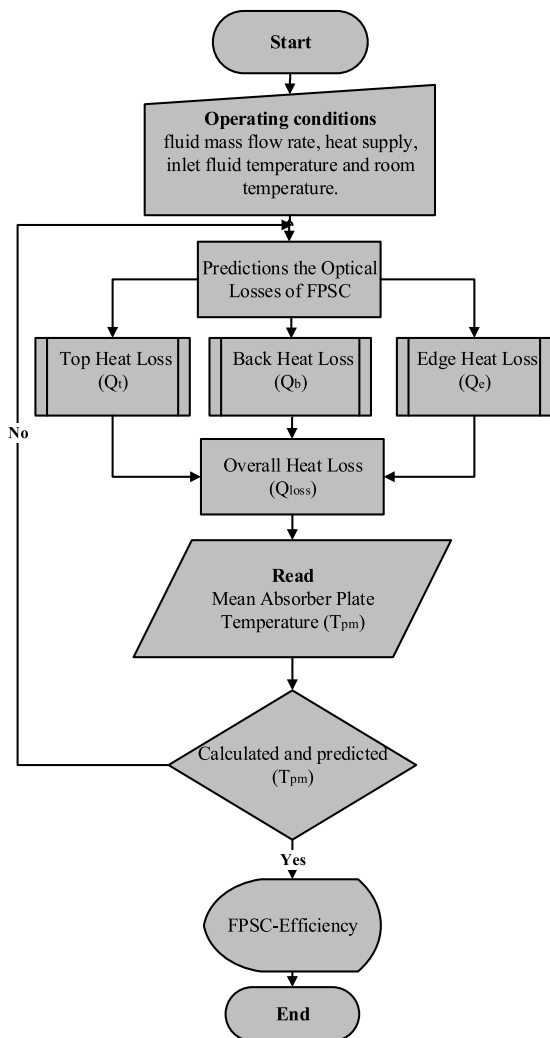 Start
Operating conditions
fluid mass flow rate, heat supply,
inlet fluid temperature and room
temperature.
Predictions the Optical
Losses of FPSC
Top Heat Loss
(Qt)
Back Heat Loss
(Qb)
Edge Heat Loss
(Qe)
No
Overall Heat Loss
(Qloss)
Read
Mean Absorber Plate
Temperature (Tpm)
Calculated and predicted
(Tpm)
Yes
FPSC-Efficiency
End